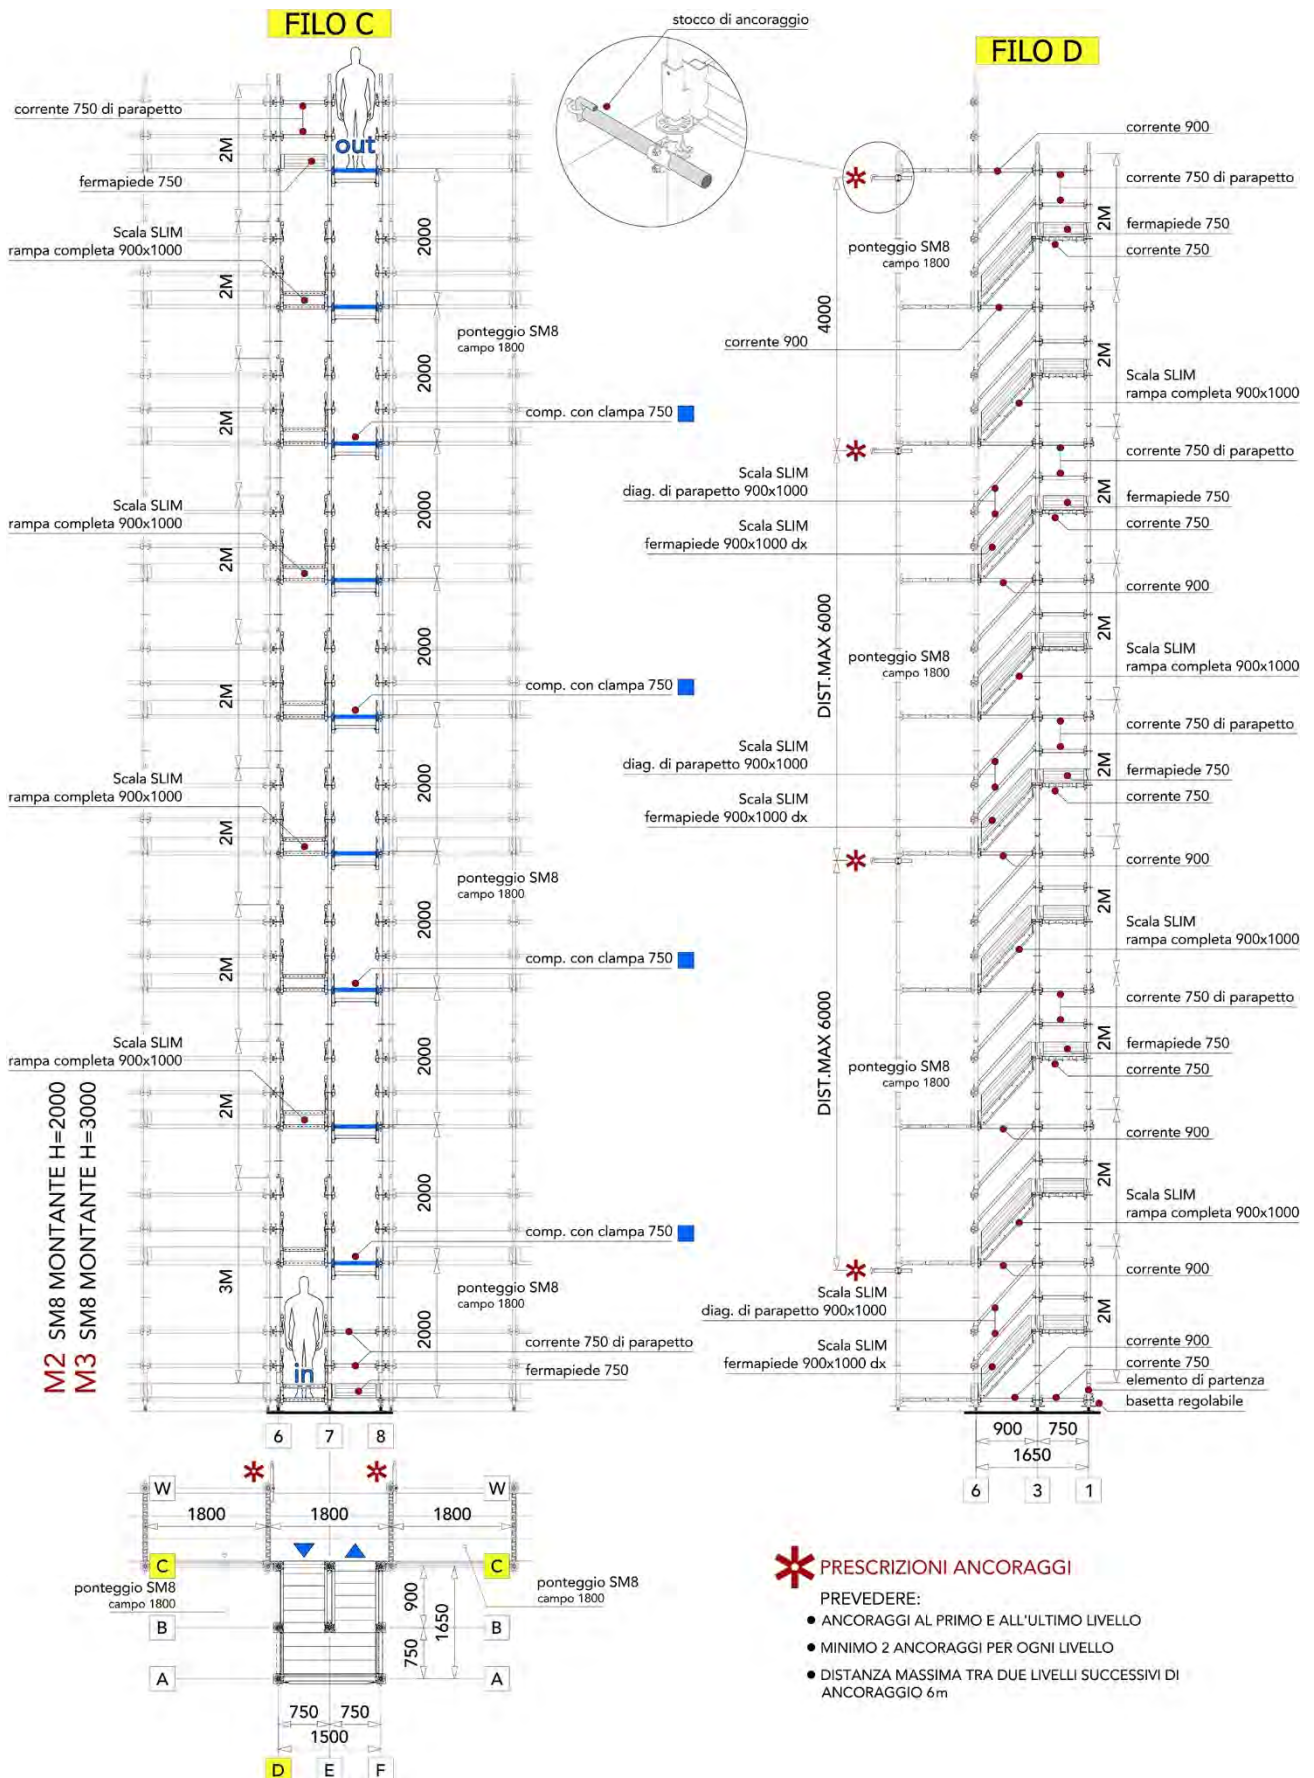 FILO C
stocco di ancoraggio
FILO D
corrente 750 di parapetto
2M
out
fermapiede 750
2000
Scala SLIM
rampa completa 900x1000
2M
ponteggio SM8
campo 1800
2000
2M
comp. con clampa 750
2000
Scala SLIM
rampa completa 900x1000
2M
2000
2M
comp. con clampa 750
2000
Scala SLIM
rampa completa 900x1000
2M
ponteggio SM8
campo 1800
2000
2M
comp. con clampa 750
2000
Scala SLIM
rampa completa 900x1000
2M
2000
comp. con clampa 750
3M
ponteggio SM8
campo 1800
2000
corrente 750 di parapetto
fermapiede 750
in
M2 SM8 MONTANTE H=2000
M3 SM8 MONTANTE H=3000
6 7 8
corrente 900
corrente 750 di parapetto
2M
fermapiede 750
corrente 750
ponteggio SM8
campo 1800
4000
corrente 900
2M
Scala SLIM
rampa completa 900x1000
corrente 750 di parapetto
Scala SLIM
diag. di parapetto 900x1000
2M
fermapiede 750
corrente 750
Scala SLIM
fermapiede 900x1000 dx
corrente 900
DIST.MAX 6000
2M
ponteggio SM8
campo 1800
Scala SLIM
rampa completa 900x1000
corrente 750 di parapetto
Scala SLIM
diag. di parapetto 900x1000
2M
fermapiede 750
corrente 750
Scala SLIM
fermapiede 900x1000 dx
corrente 900
2M
Scala SLIM
rampa completa 900x1000
corrente 750 di parapetto
DIST.MAX 6000
2M
fermapiede 750
corrente 750
ponteggio SM8
campo 1800
corrente 900
2M
Scala SLIM
rampa completa 900x1000
corrente 900
Scala SLIM
diag. di parapetto 900x1000
2M
Scala SLIM
fermapiede 900x1000 dx
corrente 900
corrente 750
elemento di partenza
basetta regolabile
900 750
1650
6 3 1
W W
1800 1800 1800
C C
ponteggio SM8
campo 1800
ponteggio SM8
campo 1800
900
1650
B B
750
A A
750 750
1500
D E F
PRESCRIZIONI ANCORAGGI
PREVEDERE:
● ANCORAGGI AL PRIMO E ALL'ULTIMO LIVELLO
● MINIMO 2 ANCORAGGI PER OGNI LIVELLO
● DISTANZA MASSIMA TRA DUE LIVELLI SUCCESSIVI DI
ANCORAGGIO 6m